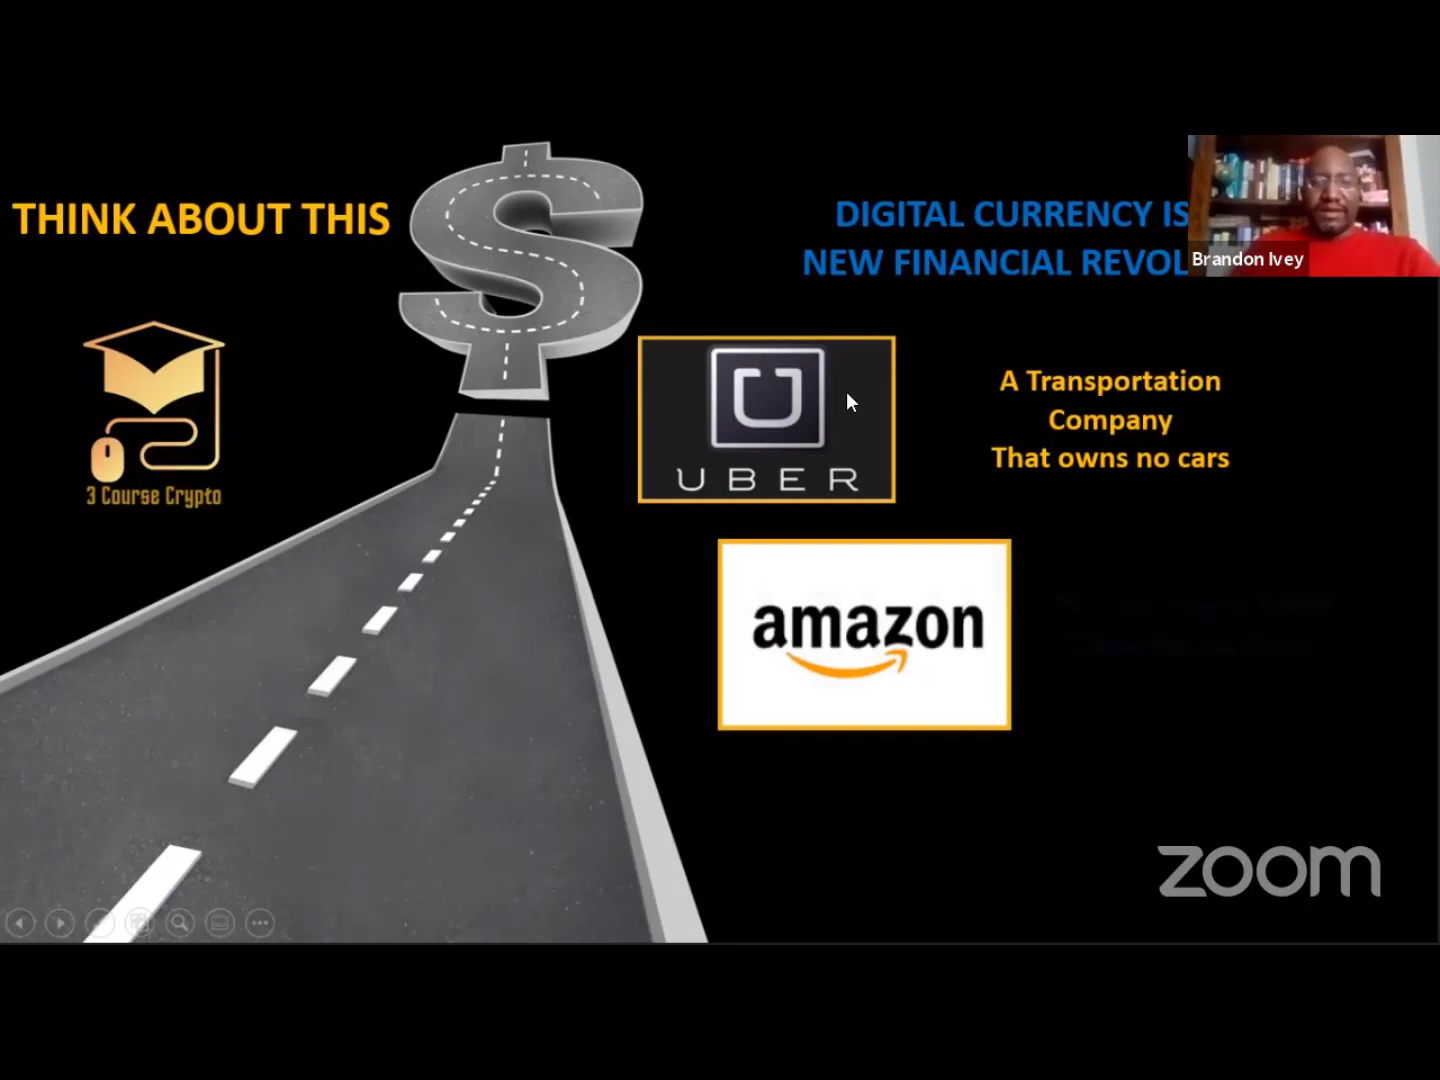 THINK ABOUT THIS
DIGITAL CURRENCY IS
NEW FINANCIAL REVOL
Brandon Ivey
3 Course Crypto
UBER
A Transportation
Company
That owns no cars
amazon
zoom